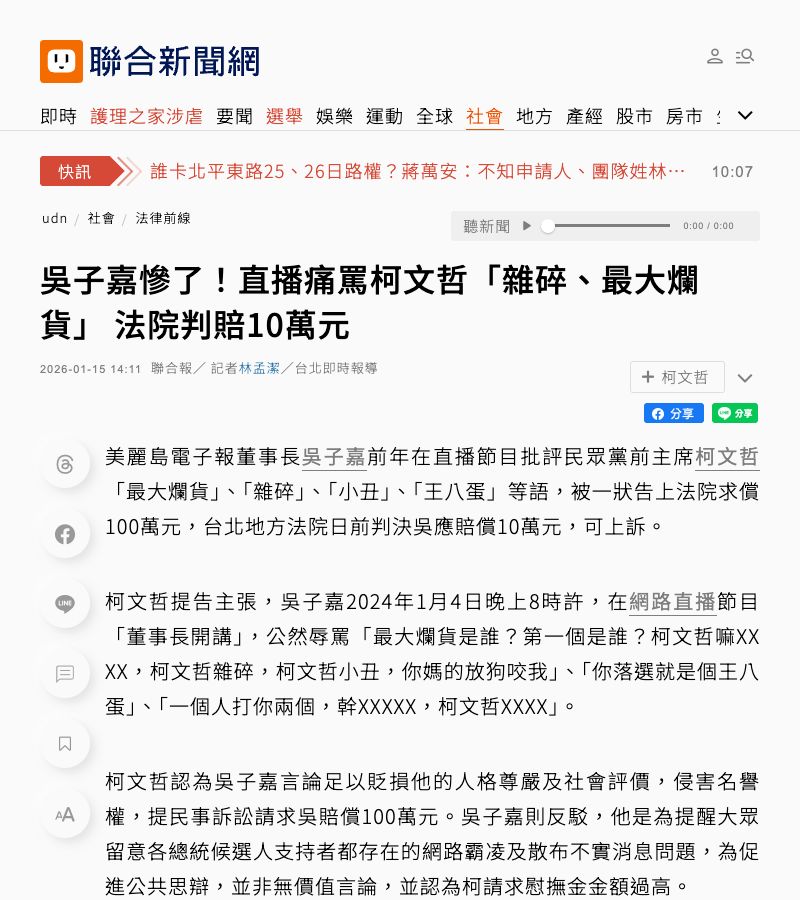 聯合新聞網
即時 護理之家涉虐 要聞 選舉 娛樂 運動 全球 社會 地方 產經 股市 房市
快訊 誰卡北平東路25、26日路權？蔣萬安：不知申請人、團隊姓林… 10:07
udn / 社會 / 法律前線
聽新聞 0:00 / 0:00
吳子嘉慘了！直播痛罵柯文哲「雜碎、最大爛
貨」 法院判賠10萬元
2026-01-15 14:11 聯合報／ 記者林孟潔／台北即時報導
+ 柯文哲
分享 分享
美麗島電子報董事長吳子嘉前年在直播節目批評民眾黨前主席柯文哲
「最大爛貨」、「雜碎」、「小丑」、「王八蛋」等語，被一狀告上法院求償
100萬元，台北地方法院日前判決吳應賠償10萬元，可上訴。
柯文哲提告主張，吳子嘉2024年1月4日晚上8時許，在網路直播節目
「董事長開講」，公然辱罵「最大爛貨是誰？第一個是誰？柯文哲嘛XX
XX，柯文哲雜碎，柯文哲小丑，你媽的放狗咬我」、「你落選就是個王八
蛋」、「一個人打你兩個，幹XXXXX，柯文哲XXXX」。
柯文哲認為吳子嘉言論足以貶損他的人格尊嚴及社會評價，侵害名譽
權，提民事訴訟請求吳賠償100萬元。吳子嘉則反駁，他是為提醒大眾
留意各總統候選人支持者都存在的網路霸凌及散布不實消息問題，為促
進公共思辯，並非無價值言論，並認為柯請求慰撫金金額過高。
LINE
AA